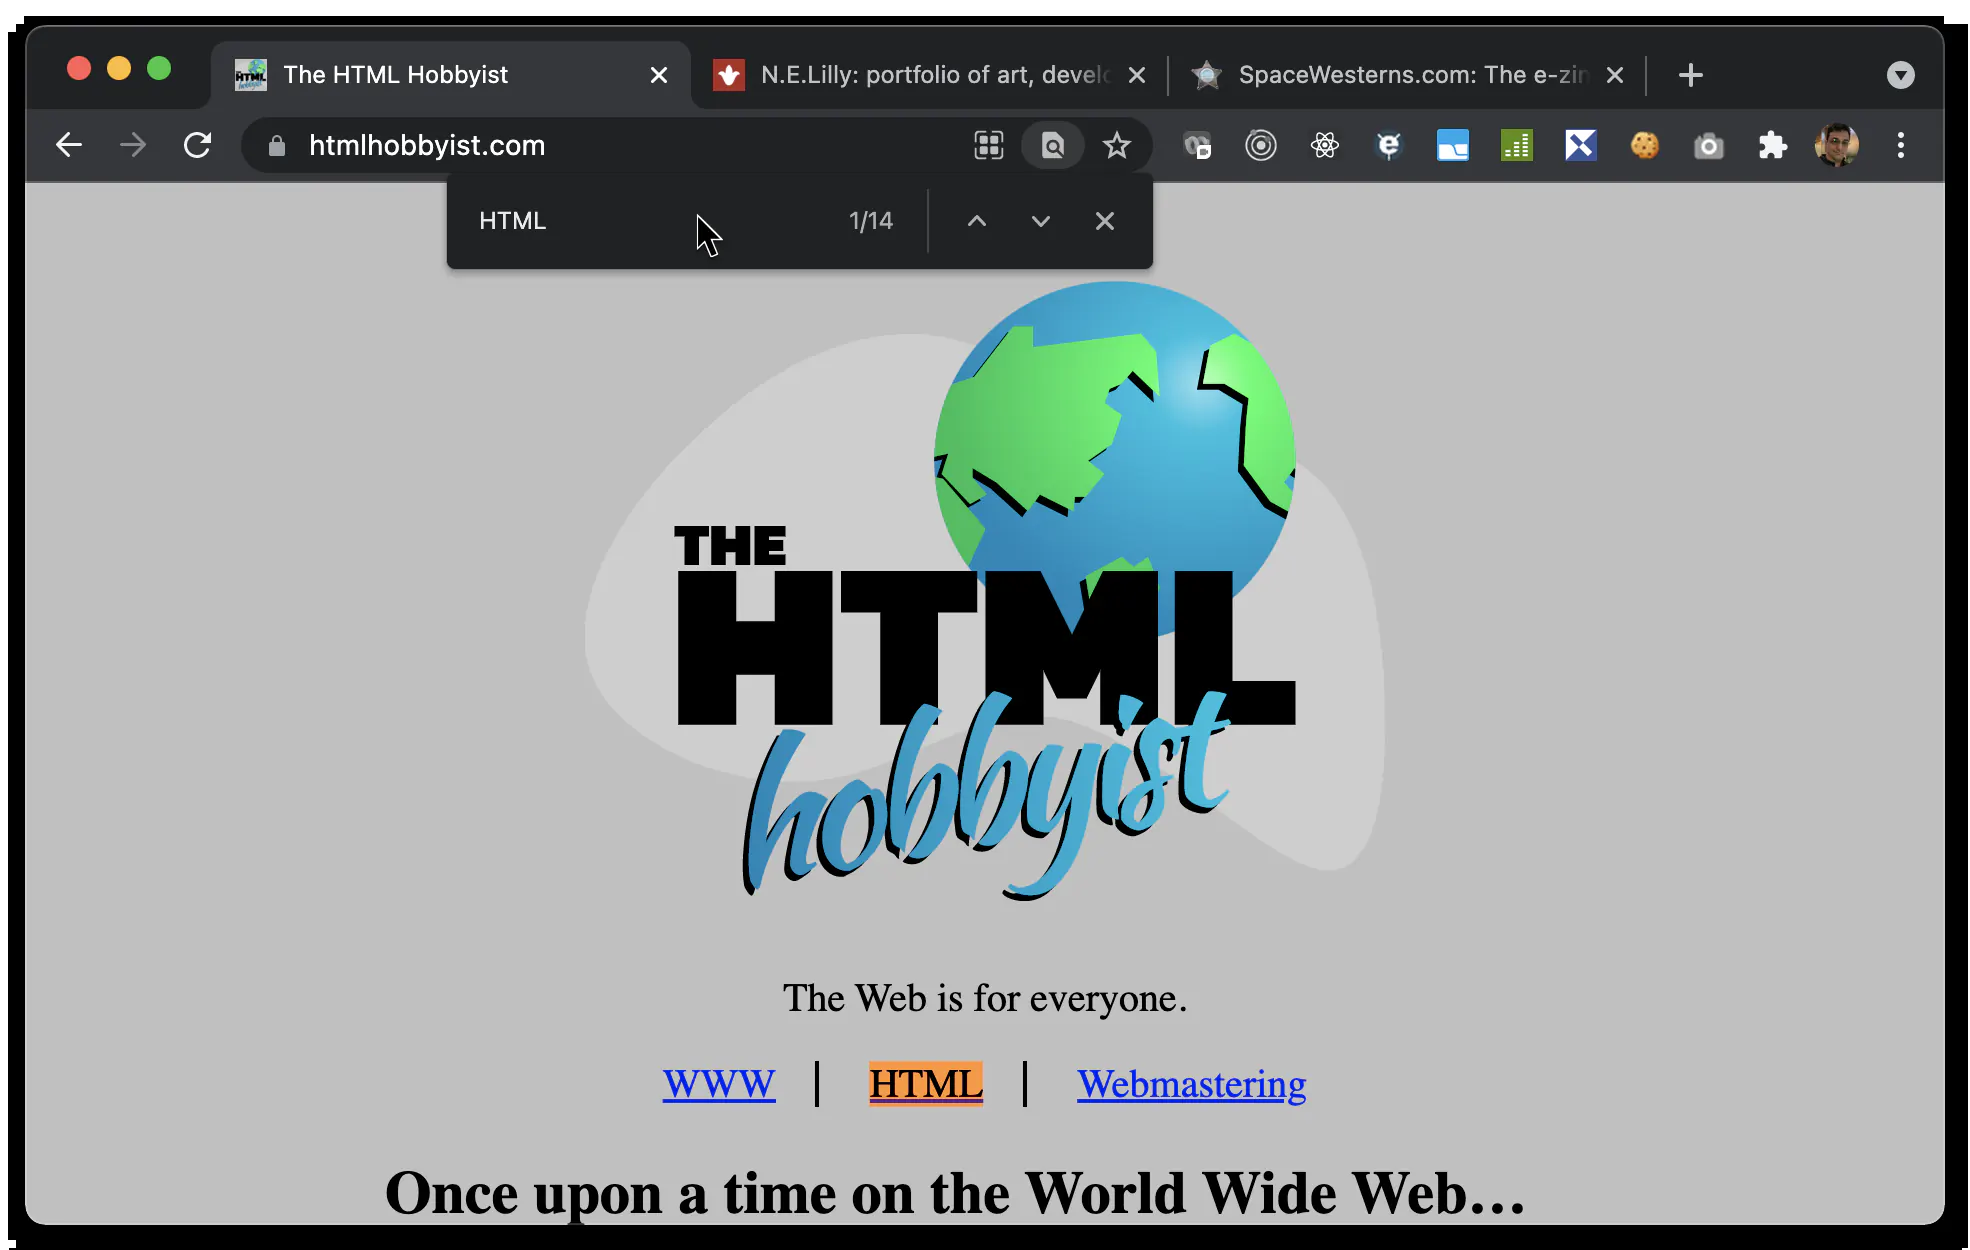 The HTML Hobbyist
N.E.Lilly: portfolio of art, develo
SpaceWesterns.com: The e-zin
htmlhobbyist.com
HTML 1/14
THE
HTML
hobbyist
The Web is for everyone.
WWW | HTML | Webmastering
Once upon a time on the World Wide Web…